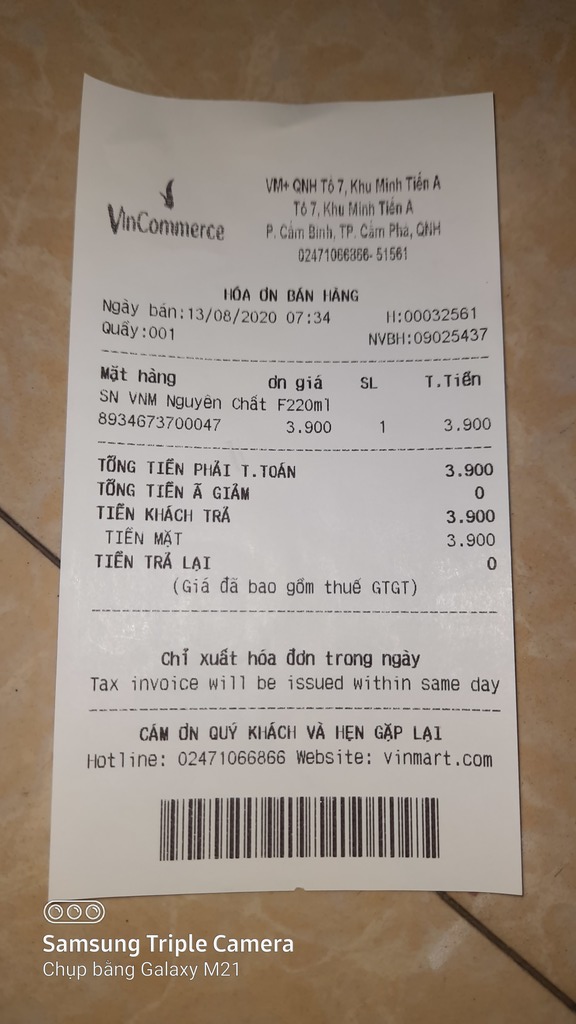 VinCommerce
VM+ QNH Tổ 7, Khu Minh Tiến A
Tổ 7, Khu Minh Tiến A
P. Cẩm Bình, TP. Cẩm Phả, QNH
02471066866- 51561
HÓA ƠN BÁN HÀNG
Ngày bán:13/08/2020 07:34 H:00032561
Quầy:001 NVBH:09025437
Mặt hàng ơn giá SL T.Tiền
SN VNM Nguyên Chất F220ml
8934673700047 3.900 1 3.900
TỔNG TIỀN PHẢI T.TOÁN 3.900
TỔNG TIỀN Ã GIẢM 0
TIỀN KHÁCH TRẢ 3.900
TIỀN MẶT 3.900
TIỀN TRẢ LẠI 0
(Giá đã bao gồm thuế GTGT)
Chỉ xuất hóa đơn trong ngày
Tax invoice will be issued within same day
CẢM ƠN QUÝ KHÁCH VÀ HẸN GẶP LẠI
Hotline: 02471066866 Website: vinmart.com
Samsung Triple Camera
Chụp bằng Galaxy M21